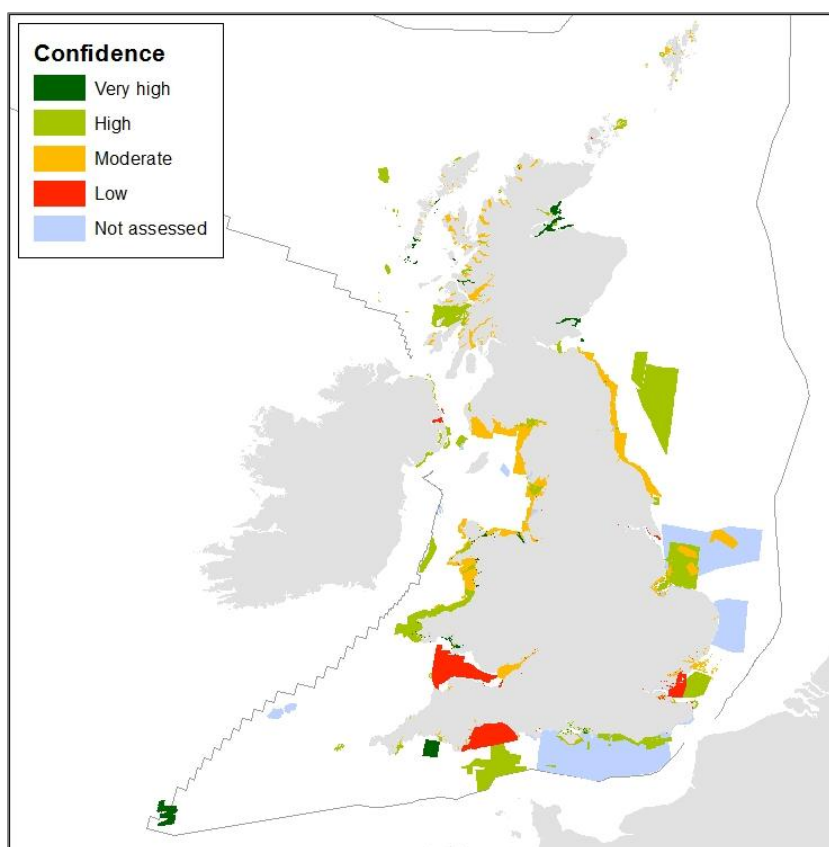 Confidence
Very high
High
Moderate
Low
Not assessed